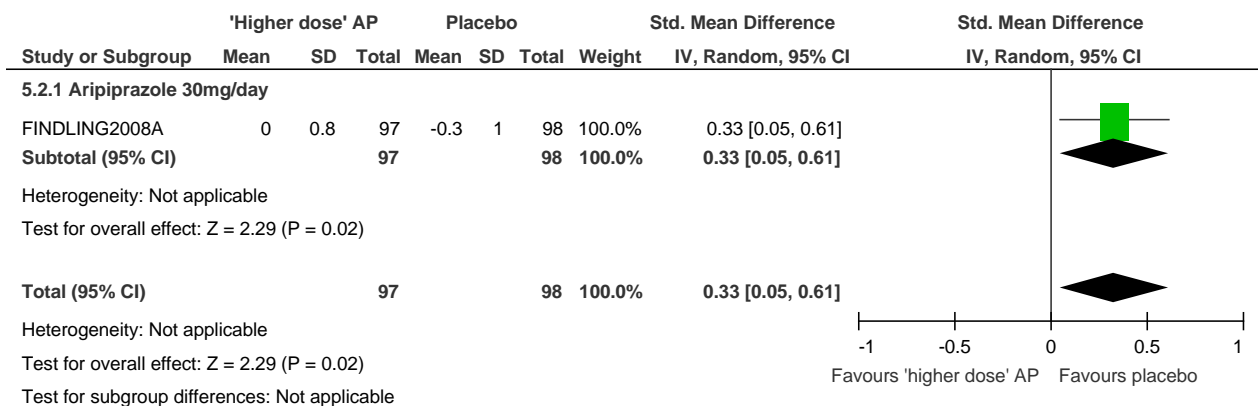 'Higher dose' AP Placebo Std. Mean Difference Std. Mean Difference
Study or Subgroup Mean SD Total Mean SD Total Weight IV, Random, 95% CI IV, Random, 95% CI
5.2.1 Aripiprazole 30mg/day
FINDLING2008A 0 0.8 97 -0.3 1 98 100.0% 0.33 [0.05, 0.61]
Subtotal (95% CI) 97 98 100.0% 0.33 [0.05, 0.61]
Heterogeneity: Not applicable
Test for overall effect: Z = 2.29 (P = 0.02)
Total (95% CI) 97 98 100.0% 0.33 [0.05, 0.61]
Heterogeneity: Not applicable
Test for overall effect: Z = 2.29 (P = 0.02)
Test for subgroup differences: Not applicable
-1 -0.5 0 0.5 1
Favours 'higher dose' AP Favours placebo